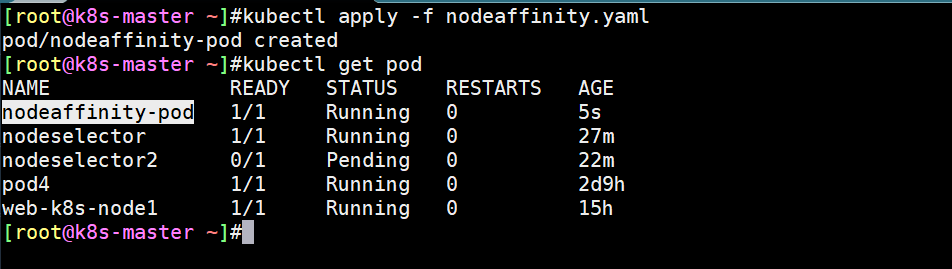 [root@k8s-master ~]#kubectl apply -f nodeaffinity.yaml
pod/nodeaffinity-pod created
[root@k8s-master ~]#kubectl get pod
NAME               READY   STATUS    RESTARTS   AGE
nodeaffinity-pod   1/1     Running   0          5s
nodeselector       1/1     Running   0          27m
nodeselector2      0/1     Pending   0          22m
pod4               1/1     Running   0          2d9h
web-k8s-node1      1/1     Running   0          15h
[root@k8s-master ~]#